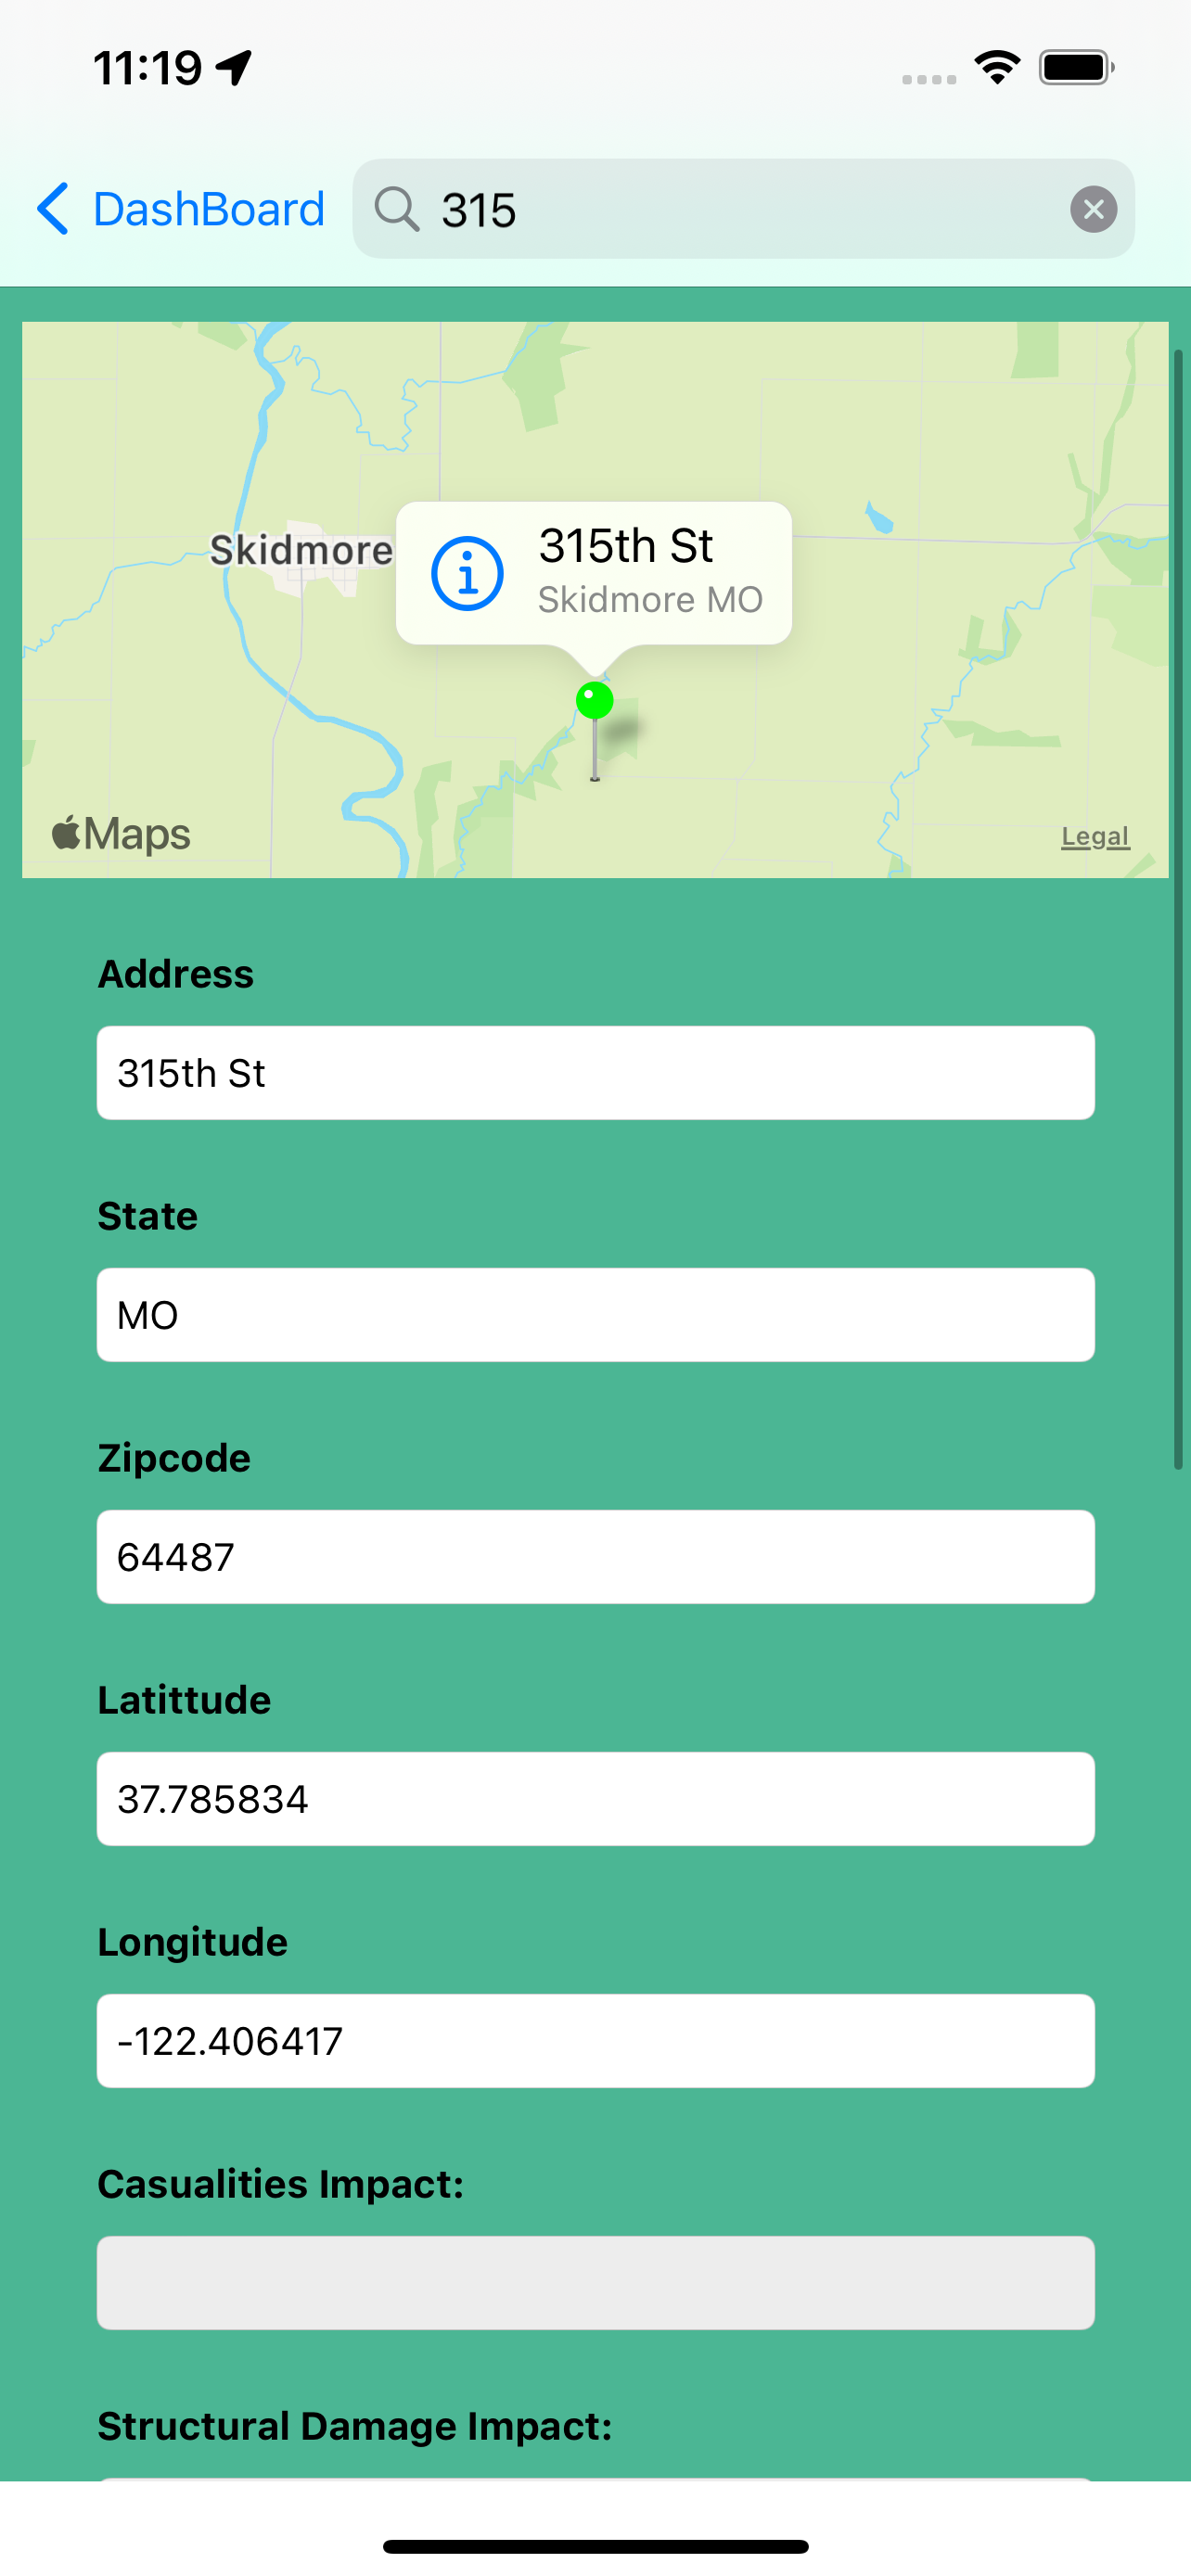 11:19
DashBoard
315
Skidmore
315th St
Skidmore MO
Maps
Legal
Address
315th St
State
MO
Zipcode
64487
Latittude
37.785834
Longitude
-122.406417
Casualities Impact:
Structural Damage Impact: